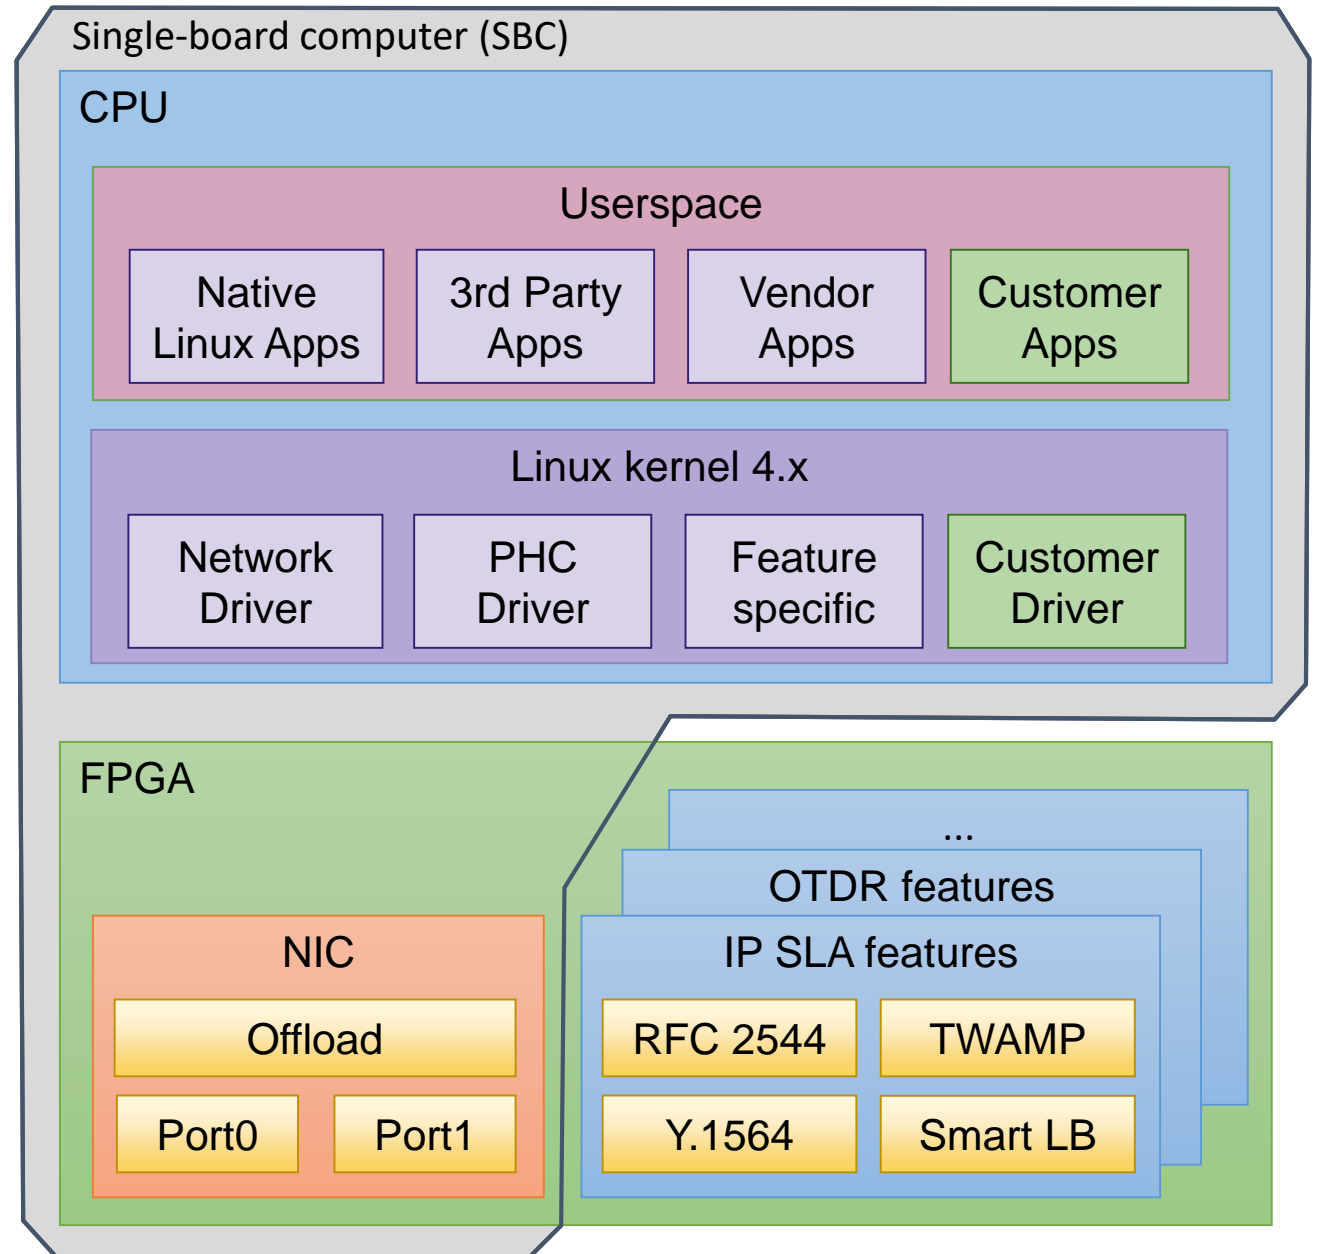 Single-board computer (SBC)
CPU
Userspace
Native
Linux Apps
3rd Party
Apps
Vendor
Apps
Customer
Apps
Linux kernel 4.x
Network
Driver
PHC
Driver
Feature
specific
Customer
Driver
FPGA
...
OTDR features
IP SLA features
NIC
Offload
Port0
Port1
RFC 2544
TWAMP
Y.1564
Smart LB